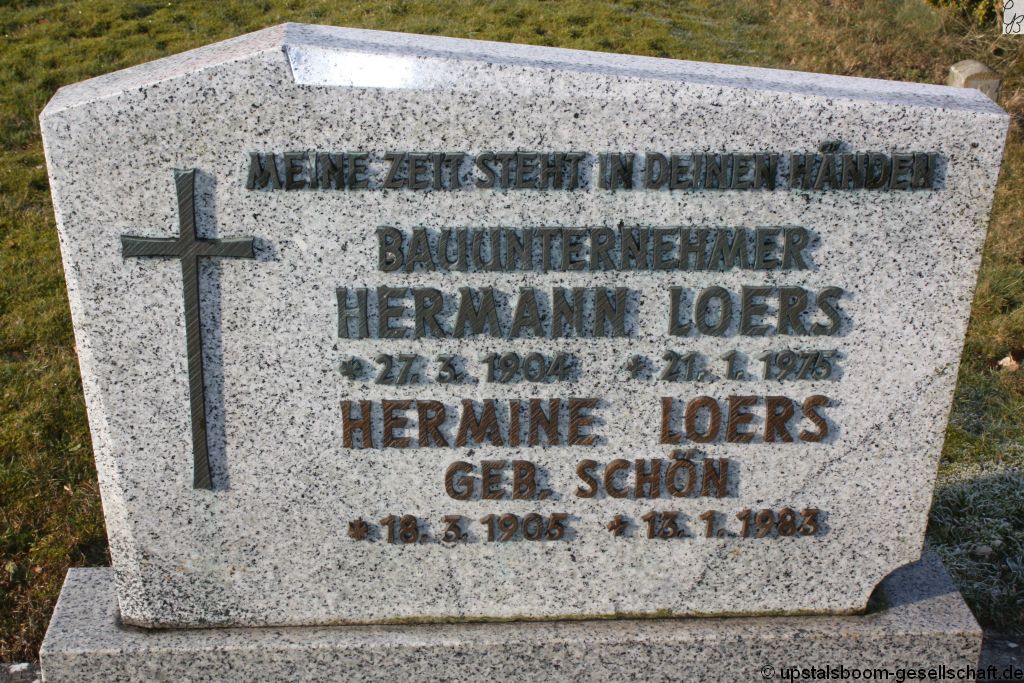 MEINE ZEIT STEHT IN DEINEN HÄNDEN
BAUUNTERNEHMER
HERMANN LOERS
* 27. 3. 1904 + 21. 1. 1975
HERMINE LOERS
GEB. SCHÖN
* 18. 3. 1905 + 13. 1. 1983
© upstalsboom-gesellschaft.de